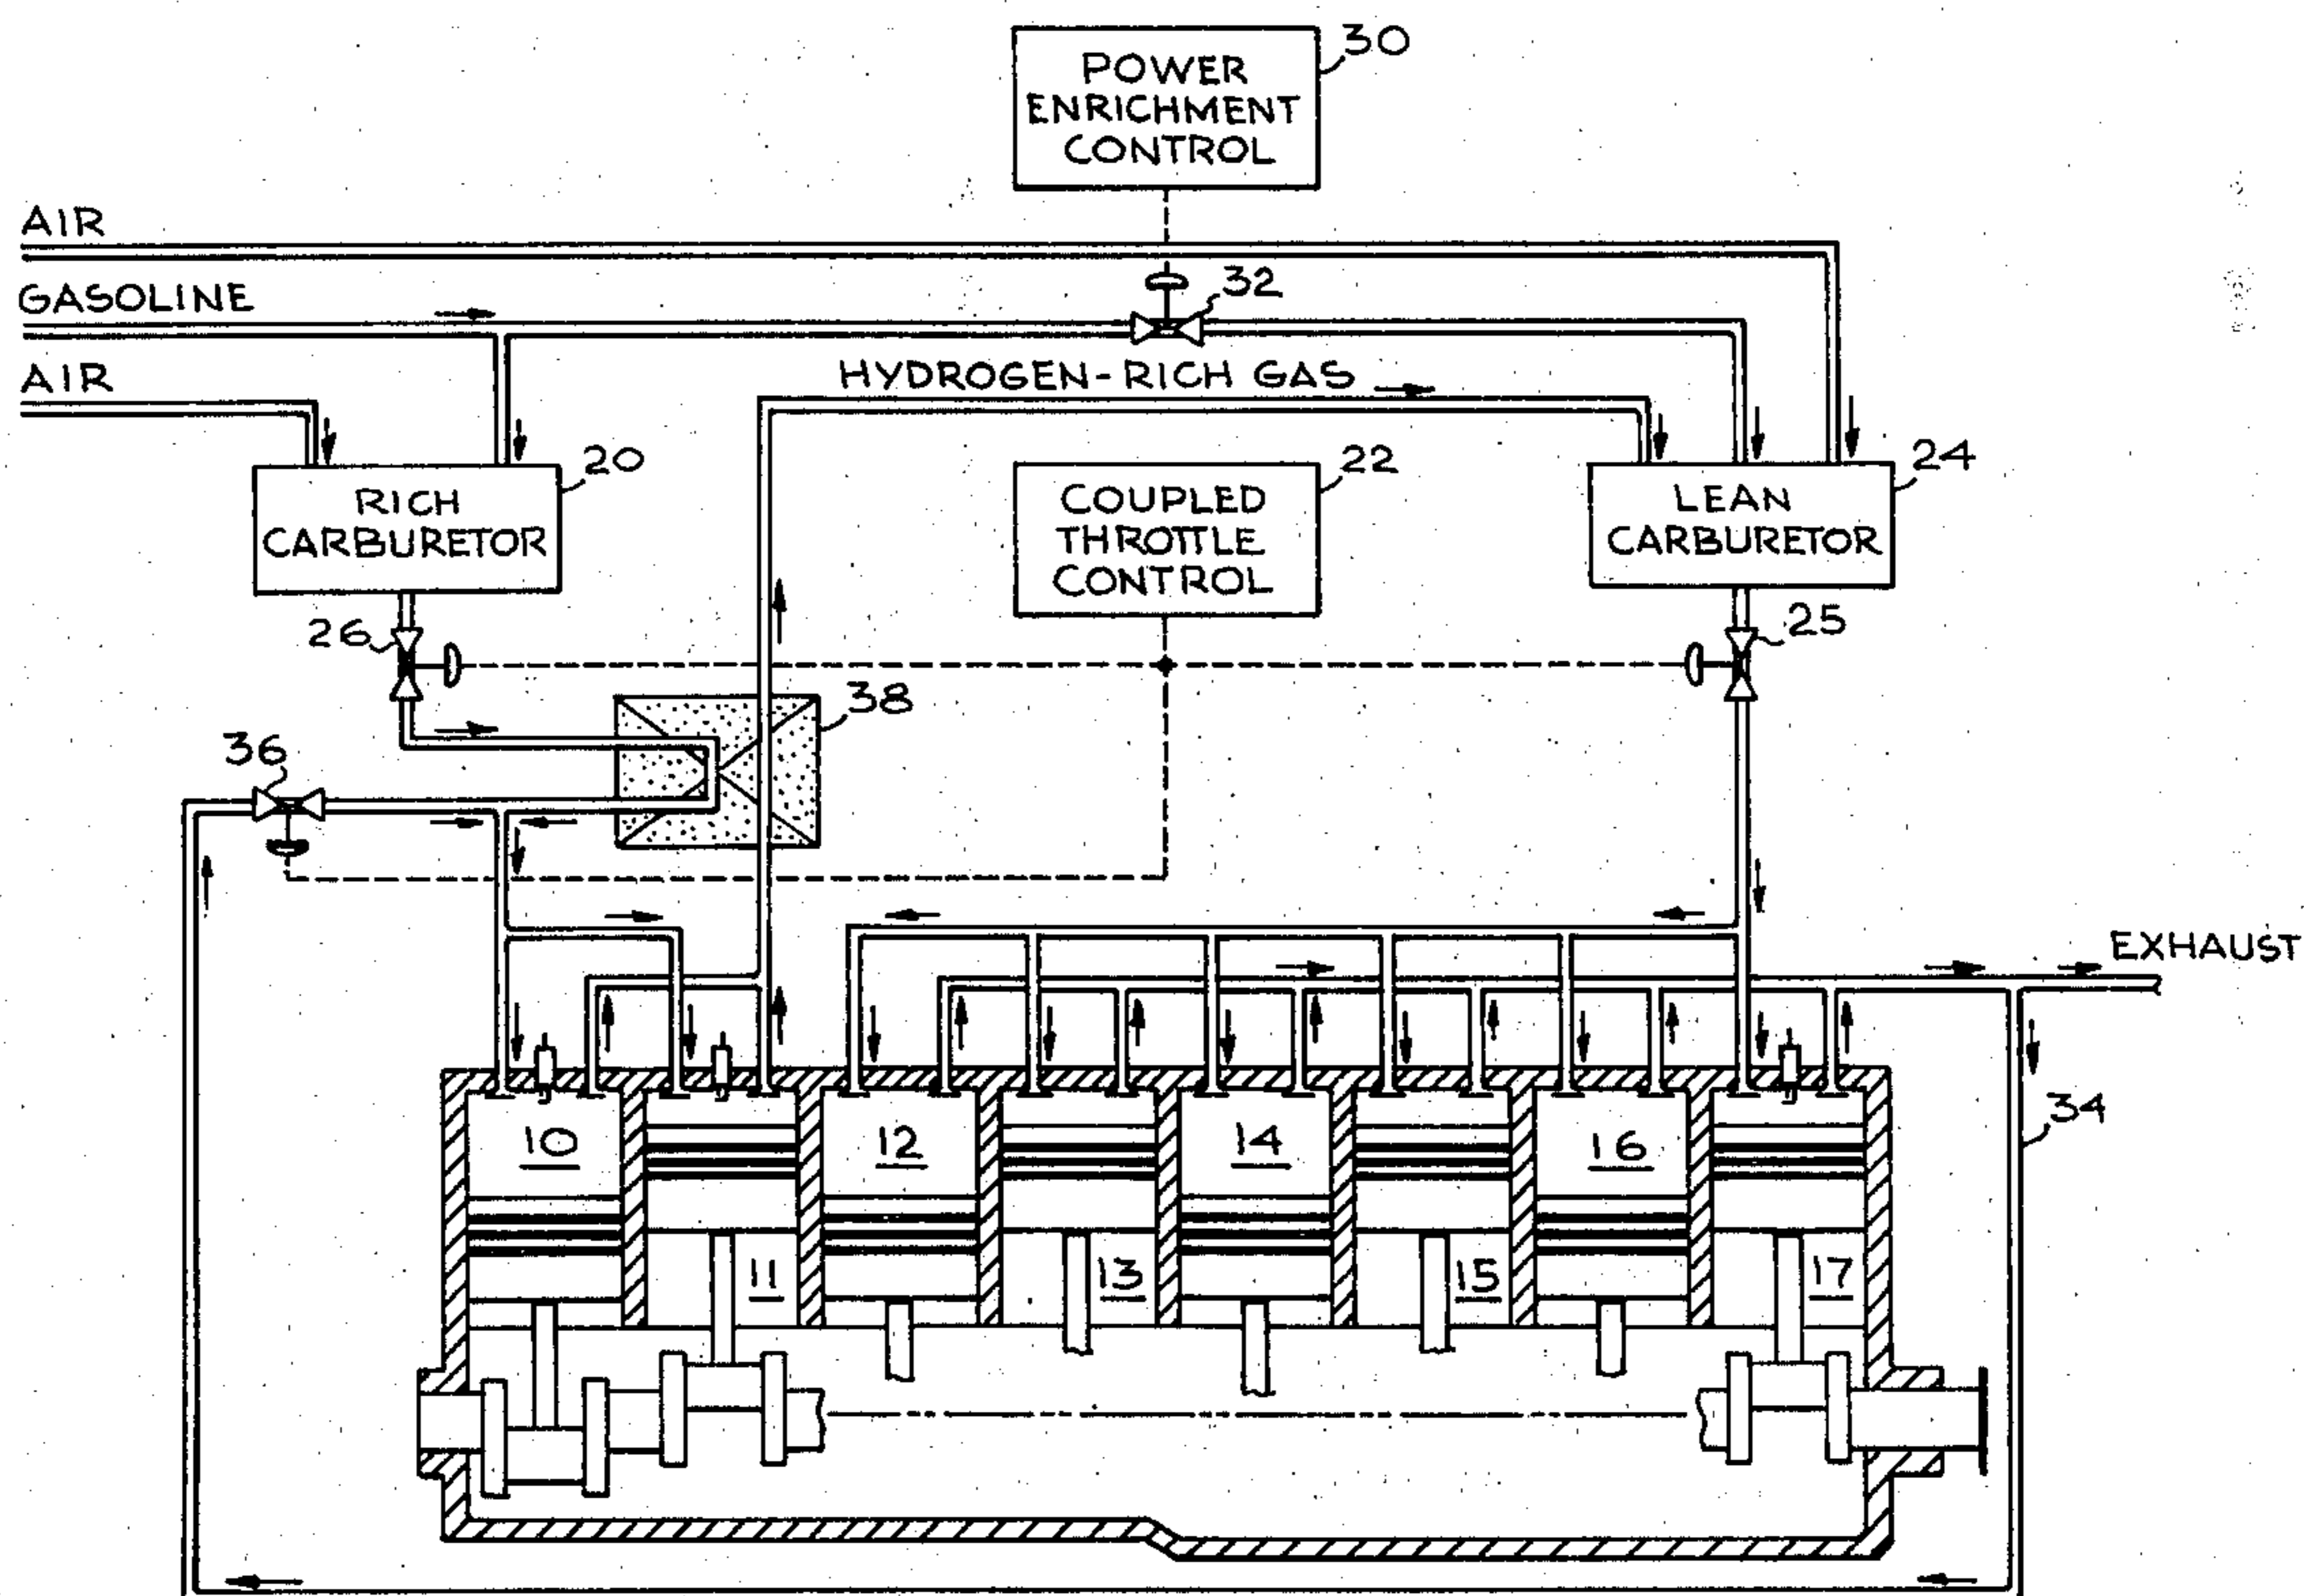 POWER
ENRICHMENT
CONTROL
30
AIR
GASOLINE
32
AIR
HYDROGEN-RICH GAS
RICH
CARBURETOR
20
COUPLED
THROTTLE
CONTROL
22
LEAN
CARBURETOR
24
26
25
38
36
EXHAUST
34
10
12
14
16
11
13
15
17